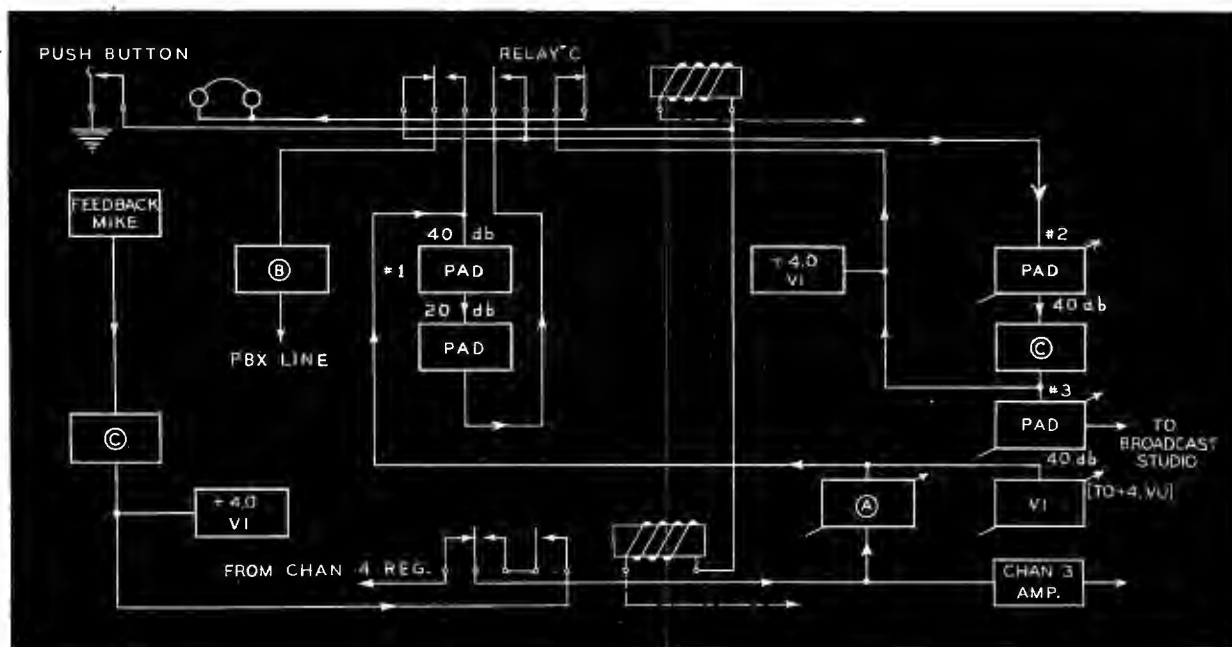 PUSH BUTTON
RELAY "C
FEEDBACK
MIKE
B
PBX LINE
40 db
#1
PAD
20 db
PAD
+4.0
VI
#2
PAD
40 db
C
#3
PAD
40 db
TO
BROADCAST
STUDIO
C
+4.0
VI
A
VI
[TO+4, VU]
FROM CHAN 4 REG.
CHAN 3
AMP.